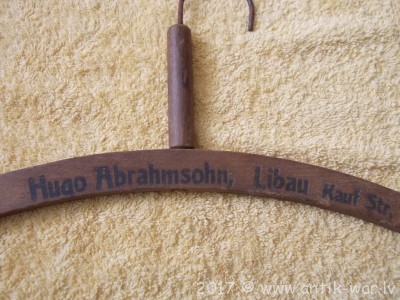 Hugo Abrahmsohn, Libau Kauf Str.
2017 © www.antik-war.lv